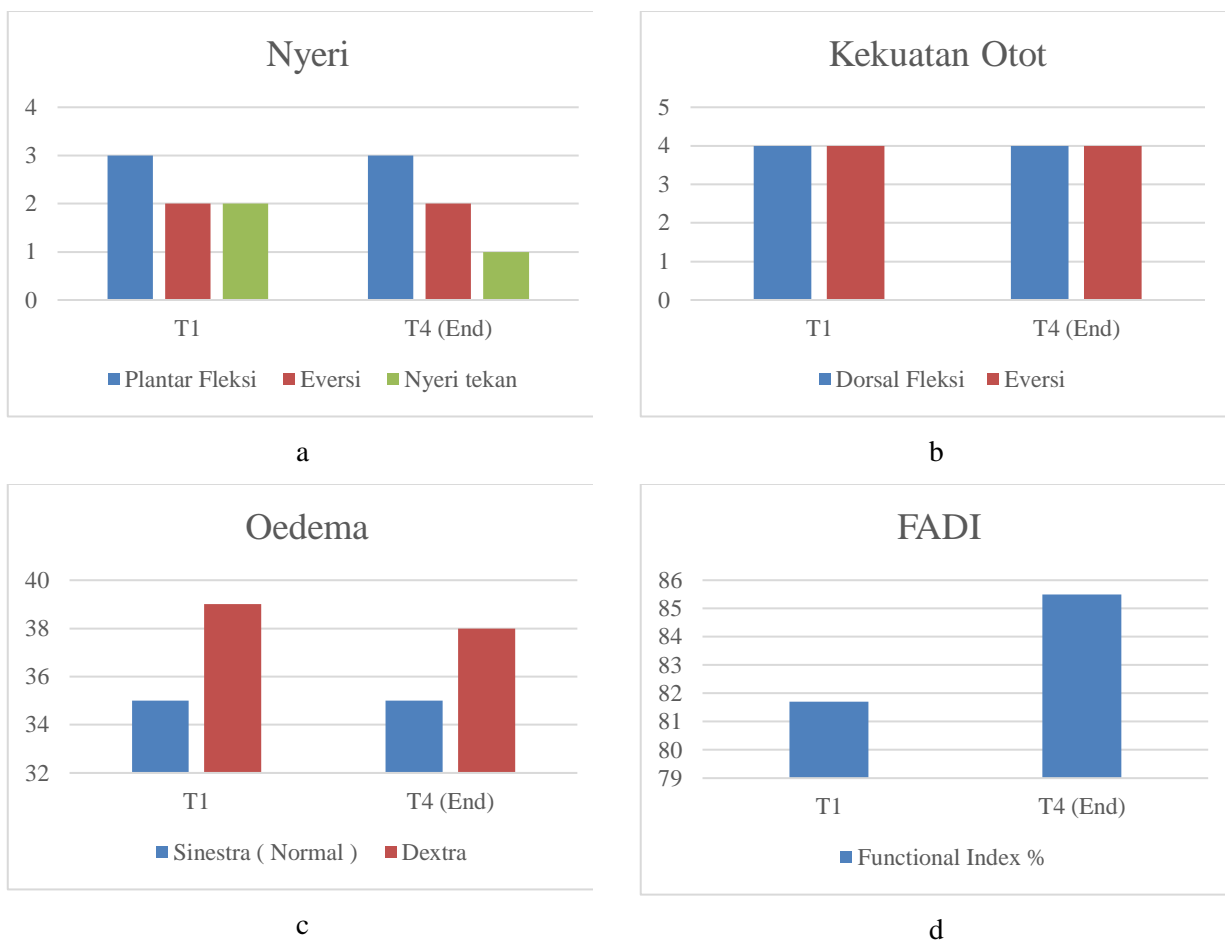 Nyeri
4
3
2
1
0
T1 T4 (End)
Plantar Fleksi Eversi Nyeri tekan
a
Kekuatan Otot
5
4
3
2
1
0
T1 T4 (End)
Dorsal Fleksi Eversi
b
Oedema
40
38
36
34
32
T1 T4 (End)
Sinestra ( Normal ) Dextra
c
FADI
86
85
84
83
82
81
80
79
T1 T4 (End)
Functional Index %
d